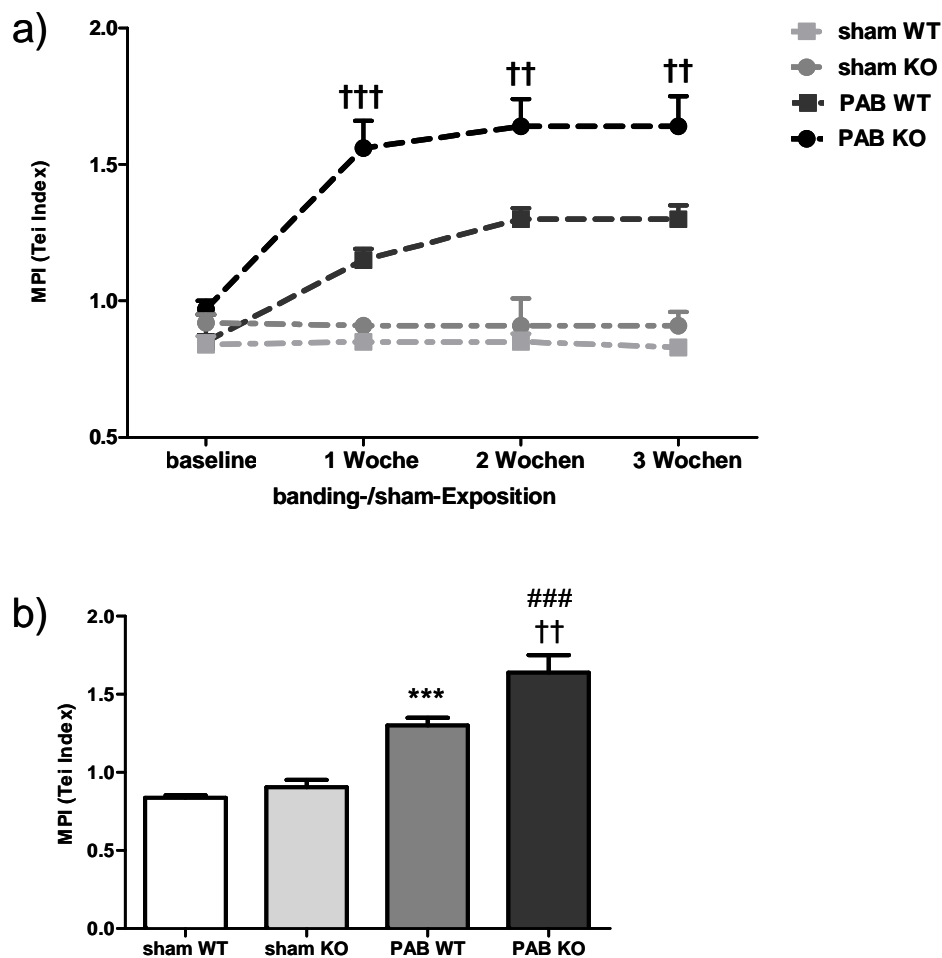 a)
2.0
1.5
1.0
0.5
MPI (Tei Index)
†††
††
††
sham WT
sham KO
PAB WT
PAB KO
baseline 1 Woche 2 Wochen 3 Wochen
banding-/sham-Exposition
b)
2.0
1.5
1.0
0.5
0.0
MPI (Tei Index)
***
###
††
sham WT sham KO PAB WT PAB KO